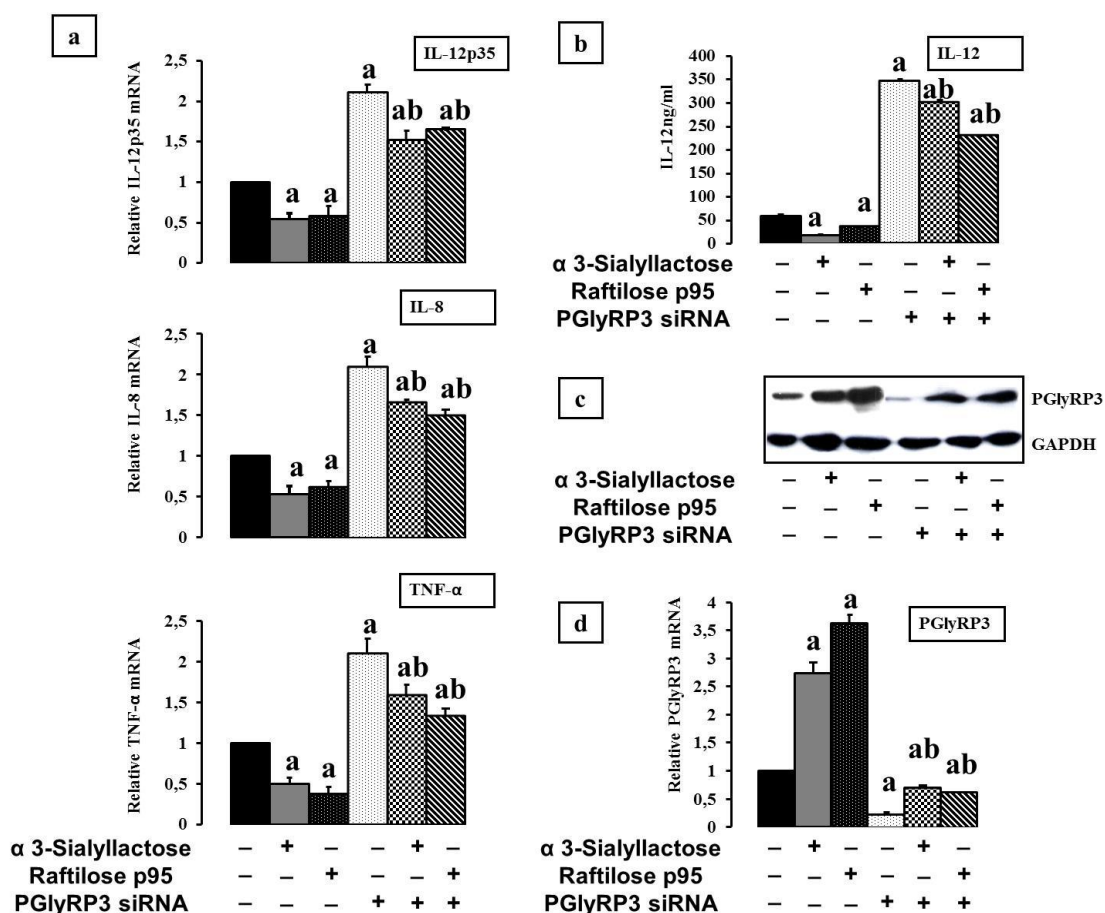 a
IL-12p35
Relative IL-12p35 mRNA
2,5
2
1,5
1
0,5
0
a
a
a
ab
ab
IL-8
Relative IL-8 mRNA
2,5
2
1,5
1
0,5
0
a
a
a
ab
ab
TNF-α
Relative TNF-α mRNA
2,5
2
1,5
1
0,5
0
a
a
a
ab
ab
α 3-Sialyllactose – + – – + –
Raftilose p95 – – + – – +
PGlyRP3 siRNA – – – + + +
b
IL-12
IL-12ng/ml
400
350
300
250
200
150
100
50
0
a
a
a
ab
ab
α 3-Sialyllactose – + – – + –
Raftilose p95 – – + – – +
PGlyRP3 siRNA – – – + + +
c
PGlyRP3
GAPDH
α 3-Sialyllactose – + – – + –
Raftilose p95 – – + – – +
PGlyRP3 siRNA – – – + + +
d
PGlyRP3
Relative PGlyRP3 mRNA
4
3,5
3
2,5
2
1,5
1
0,5
0
a
a
a
ab
ab
α 3-Sialyllactose – + – – + –
Raftilose p95 – – + – – +
PGlyRP3 siRNA – – – + + +